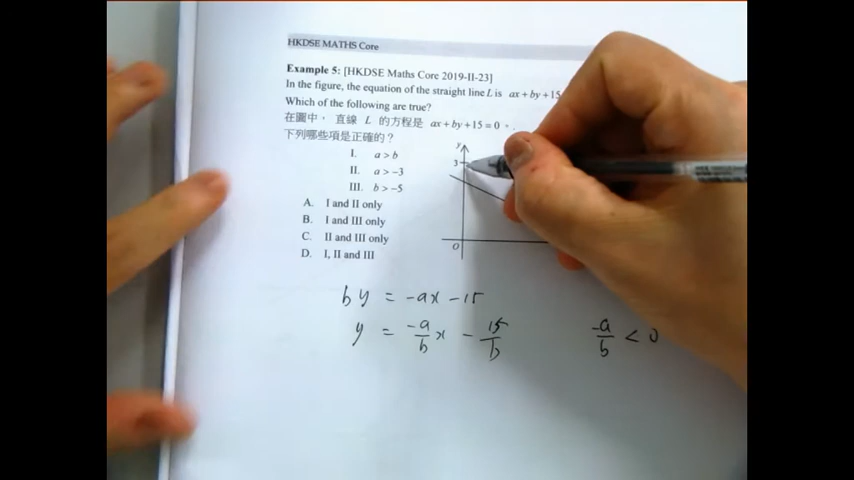 HKDSE MATHS Core
Example 5: [HKDSE Maths Core 2019-II-23]
In the figure, the equation of the straight line L is ax + by + 15
Which of the following are true?
在圖中， 直線 L 的方程是 ax + by + 15 = 0 。
下列哪些項是正確的？
I. a > b
II. a > −3
III. b > −5
A. I and II only
B. I and III only
C. II and III only
D. I, II and III
y
3
O
by = -ax - 15
y = -a/b x - 15/b
-a/b < 0